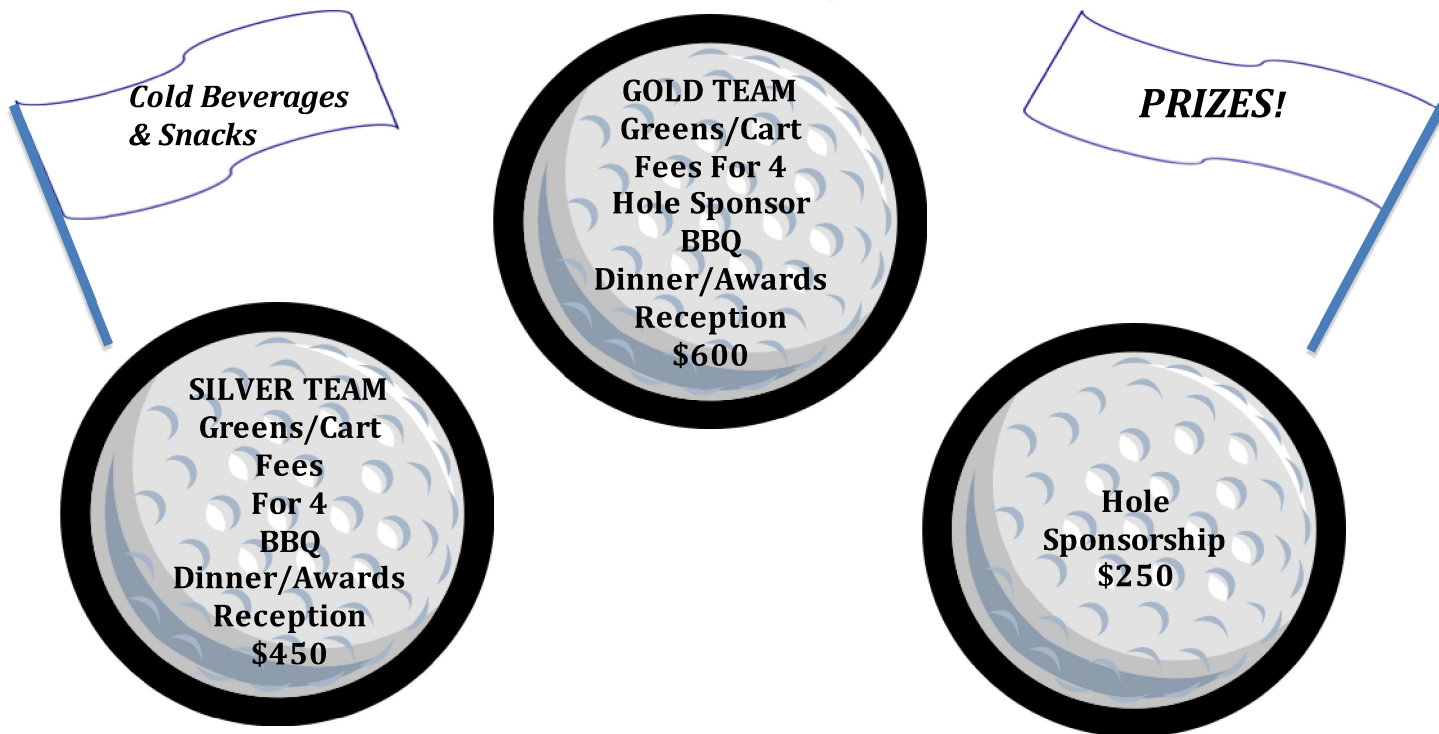 Cold Beverages
& Snacks
GOLD TEAM
Greens/Cart
Fees For 4
Hole Sponsor
BBQ
Dinner/Awards
Reception
$600
PRIZES!
SILVER TEAM
Greens/Cart
Fees
For 4
BBQ
Dinner/Awards
Reception
$450
Hole
Sponsorship
$250